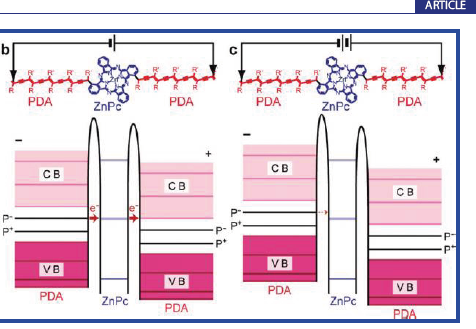 ARTICLE
b
c
R' R' R' R' R' R' R' R'
R R R R R R R R
PDA ZnPc PDA
R' R' R' R' R' R' R' R'
R R R R R R R R
PDA ZnPc PDA
− +
CB CB
P⁻ e⁻ e⁻ P⁻
P⁺ P⁺
VB VB
PDA ZnPc PDA
− +
CB CB
P⁻ P⁻
P⁺ P⁺
VB VB
PDA ZnPc PDA